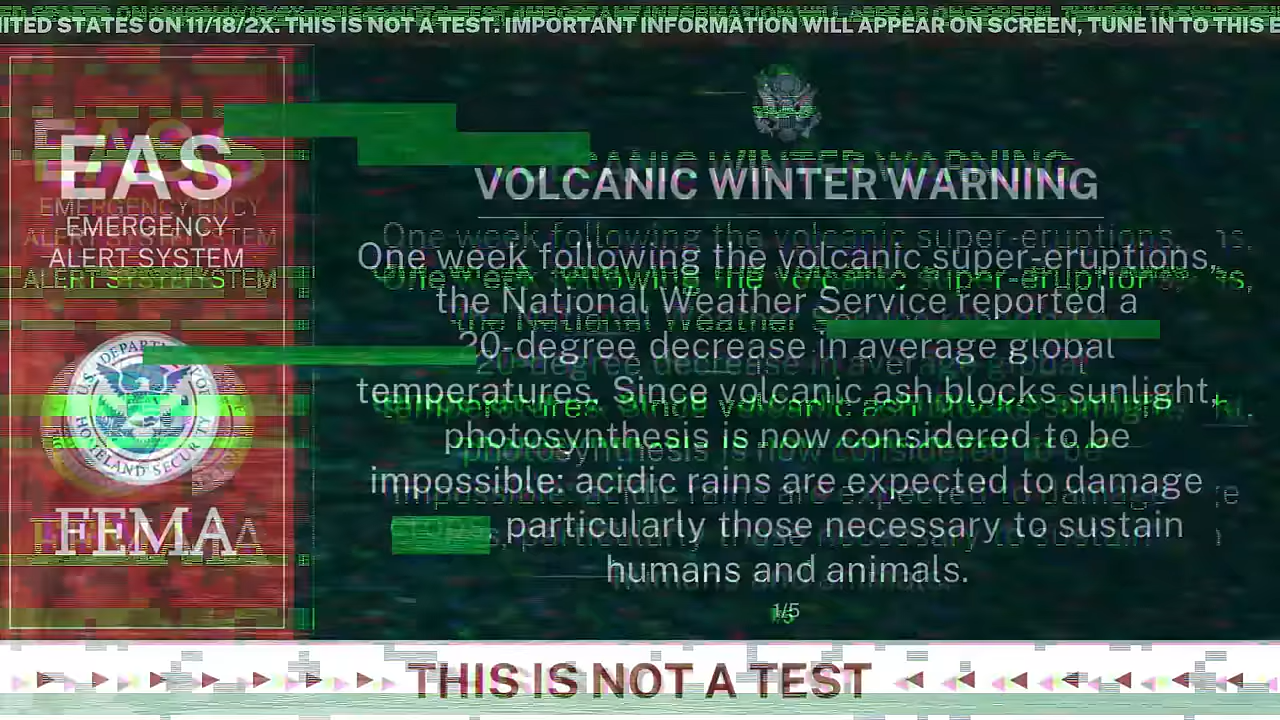 ITED STATES ON 11/18/2X. THIS IS NOT A TEST. IMPORTANT INFORMATION WILL APPEAR ON SCREEN, TUNE IN TO THIS
EAS
EMERGENCY
ALERT SYSTEM
U.S. DEPARTMENT OF
HOMELAND SECURITY
FEMA
VOLCANIC WINTER WARNING
One week following the volcanic super-eruptions,
the National Weather Service reported a
20-degree decrease in average global
temperatures. Since volcanic ash blocks sunlight,
photosynthesis is now considered to be
impossible: acidic rains are expected to damage
, particularly those necessary to sustain
humans and animals.
1/5
THIS IS NOT A TEST